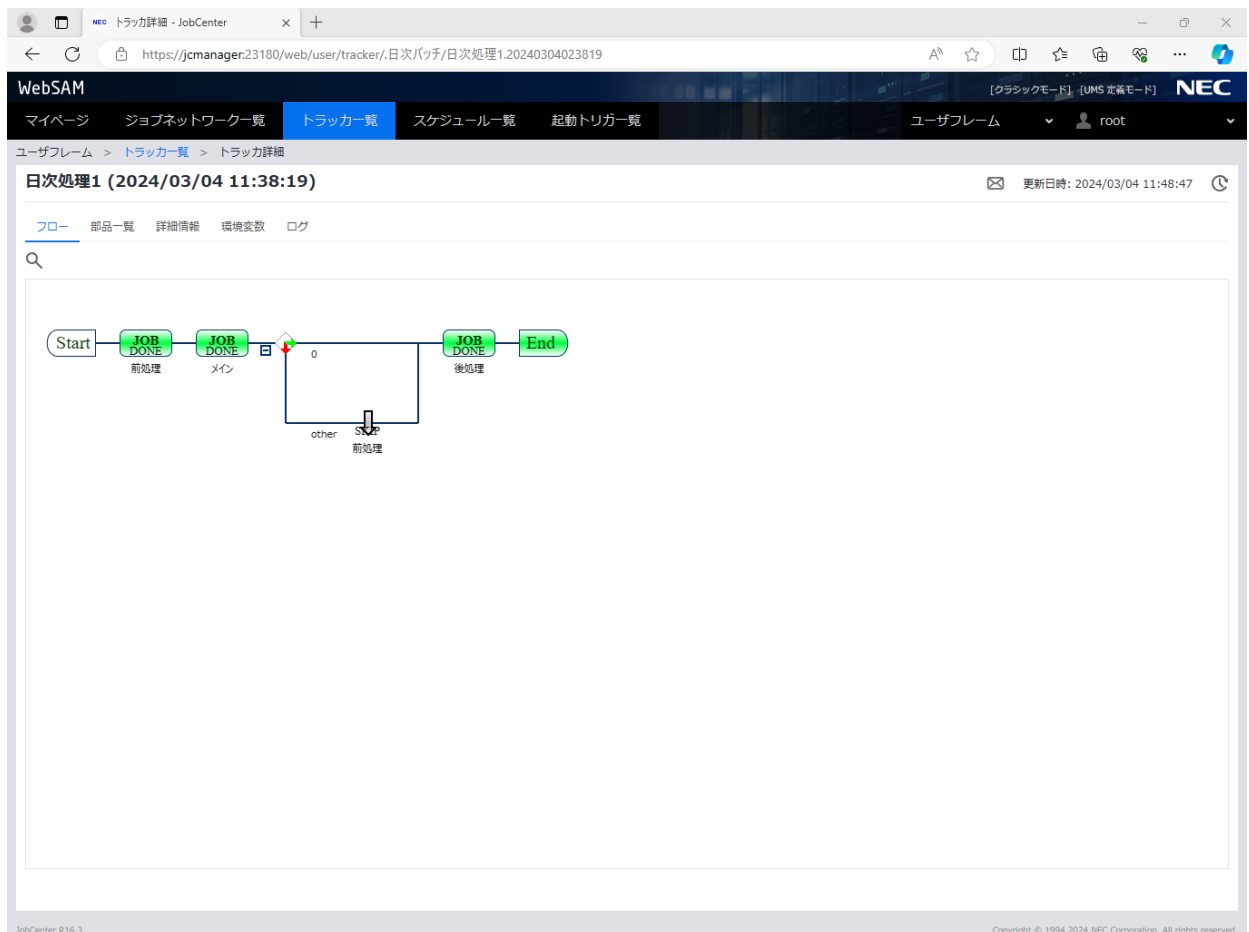 NEC トラッカ詳細 - JobCenter
https://jcmanager:23180/web/user/tracker/.日次バッチ/日次処理1.20240304023819
WebSAM
[クラシックモード] [UMS 定義モード] NEC
マイページ ジョブネットワーク一覧 トラッカ一覧 スケジュール一覧 起動トリガ一覧 ユーザフレーム root
ユーザフレーム > トラッカ一覧 > トラッカ詳細
日次処理1 (2024/03/04 11:38:19)
更新日時: 2024/03/04 11:48:47
フロー 部品一覧 詳細情報 環境変数 ログ
Start
JOB
DONE
前処理
JOB
DONE
メイン
0
JOB
DONE
後処理
End
other
前処理
JobCenter R16.3
Copyright © 1994-2024 NEC Corporation. All rights reserved.